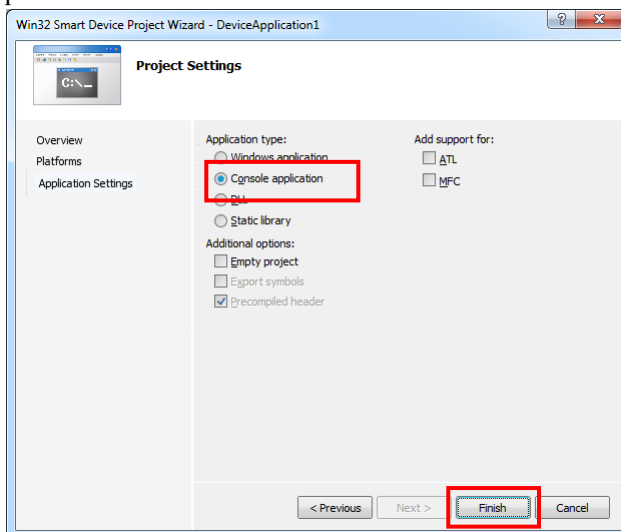 Win32 Smart Device Project Wizard - DeviceApplication1
C:\_
Project Settings
Overview
Platforms
Application Settings
Application type:
Windows application
Console application
DLL
Static library
Additional options:
Empty project
Export symbols
Precompiled header
Add support for:
ATL
MFC
< Previous
Next >
Finish
Cancel